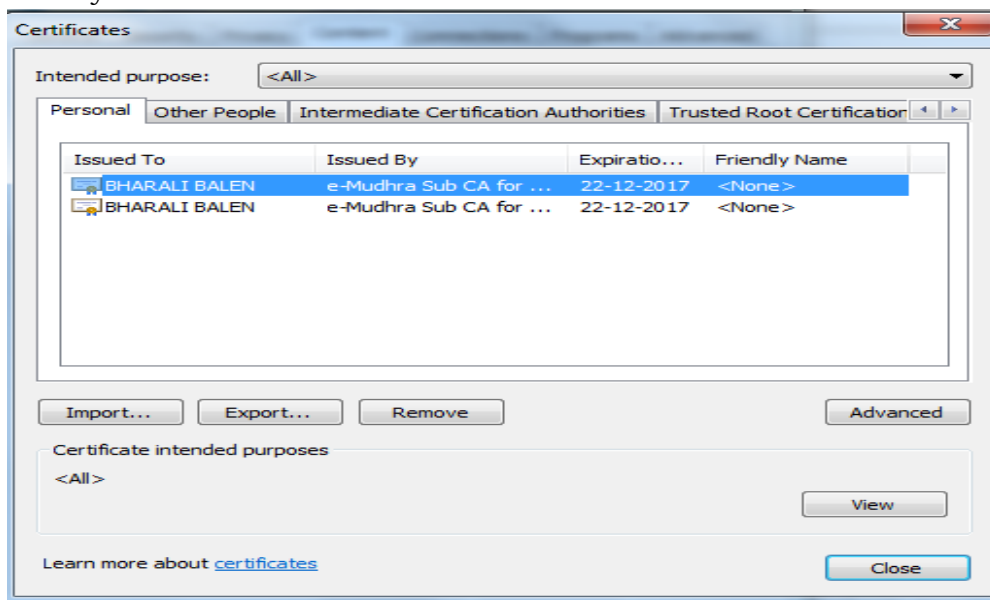 Certificates
Intended purpose: <All>
Personal Other People Intermediate Certification Authorities Trusted Root Certification
Issued To Issued By Expiratio... Friendly Name
BHARALI BALEN e-Mudhra Sub CA for ... 22-12-2017 <None>
BHARALI BALEN e-Mudhra Sub CA for ... 22-12-2017 <None>
Import... Export... Remove Advanced
Certificate intended purposes
<All>
View
Learn more about certificates
Close